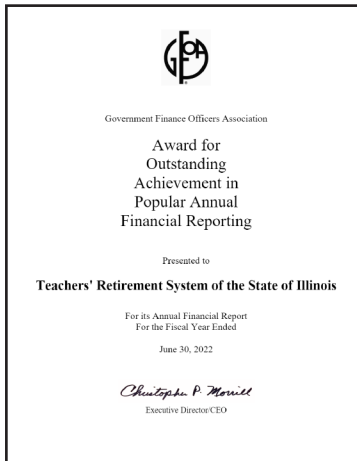 GFOA
Government Finance Officers Association
Award for
Outstanding
Achievement in
Popular Annual
Financial Reporting
Presented to
Teachers' Retirement System of the State of Illinois
For its Annual Financial Report
For the Fiscal Year Ended
June 30, 2022
Christopher P. Morrill
Executive Director/CEO